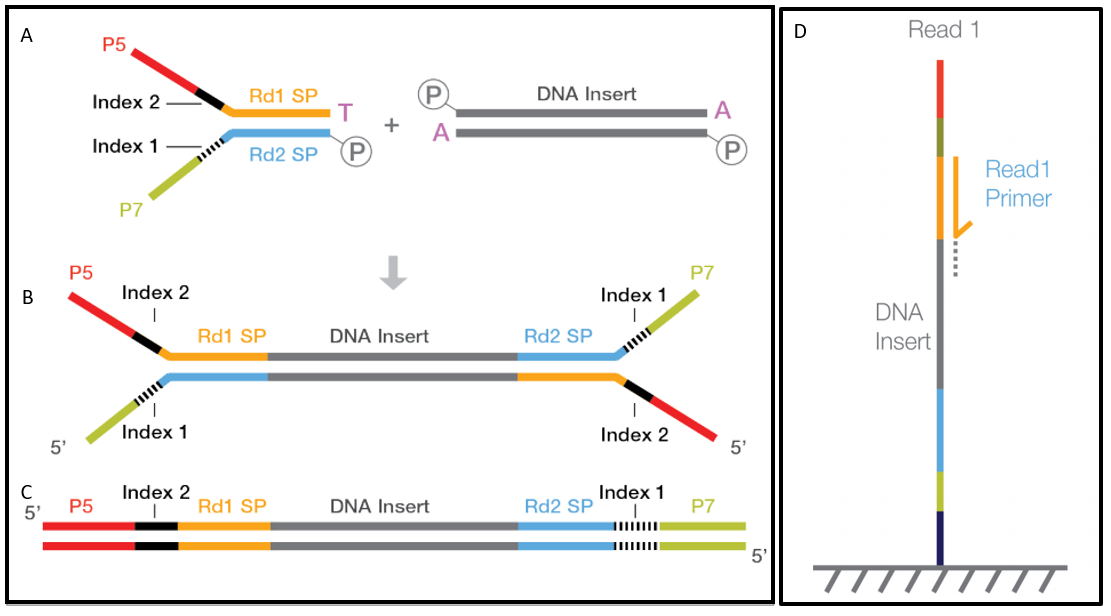 A
P5
Index 2
Rd1 SP
T
Index 1
Rd2 SP
P
P7
+
P
DNA Insert
A
A
P
B
P5
Index 2
Rd1 SP
DNA Insert
Rd2 SP
Index 1
P7
5'
Index 1
Index 2
5'
C
5'
P5
Index 2
Rd1 SP
DNA Insert
Rd2 SP
Index 1
P7
5'
D
Read 1
Read1
Primer
DNA
Insert